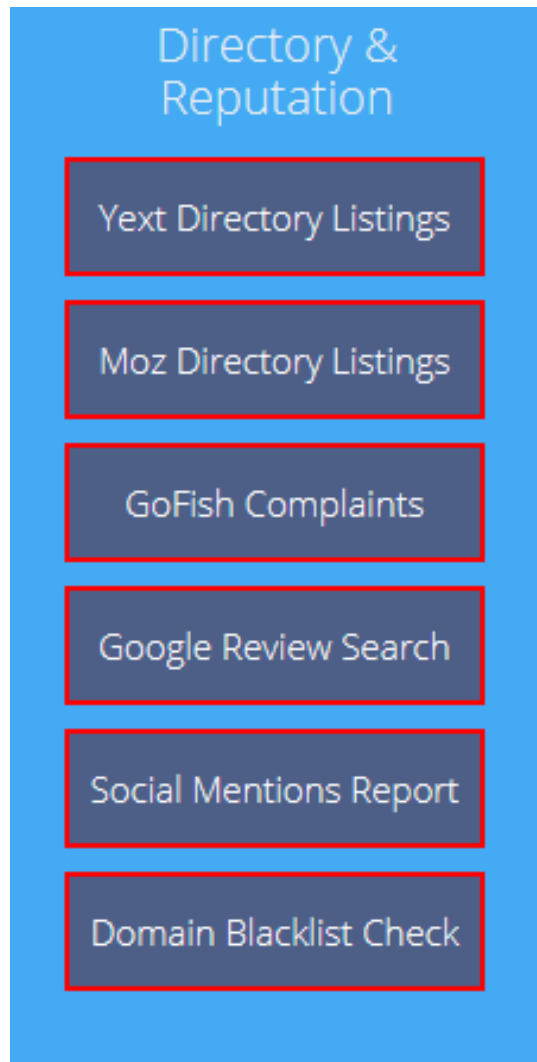 Directory &
Reputation
Yext Directory Listings
Moz Directory Listings
GoFish Complaints
Google Review Search
Social Mentions Report
Domain Blacklist Check